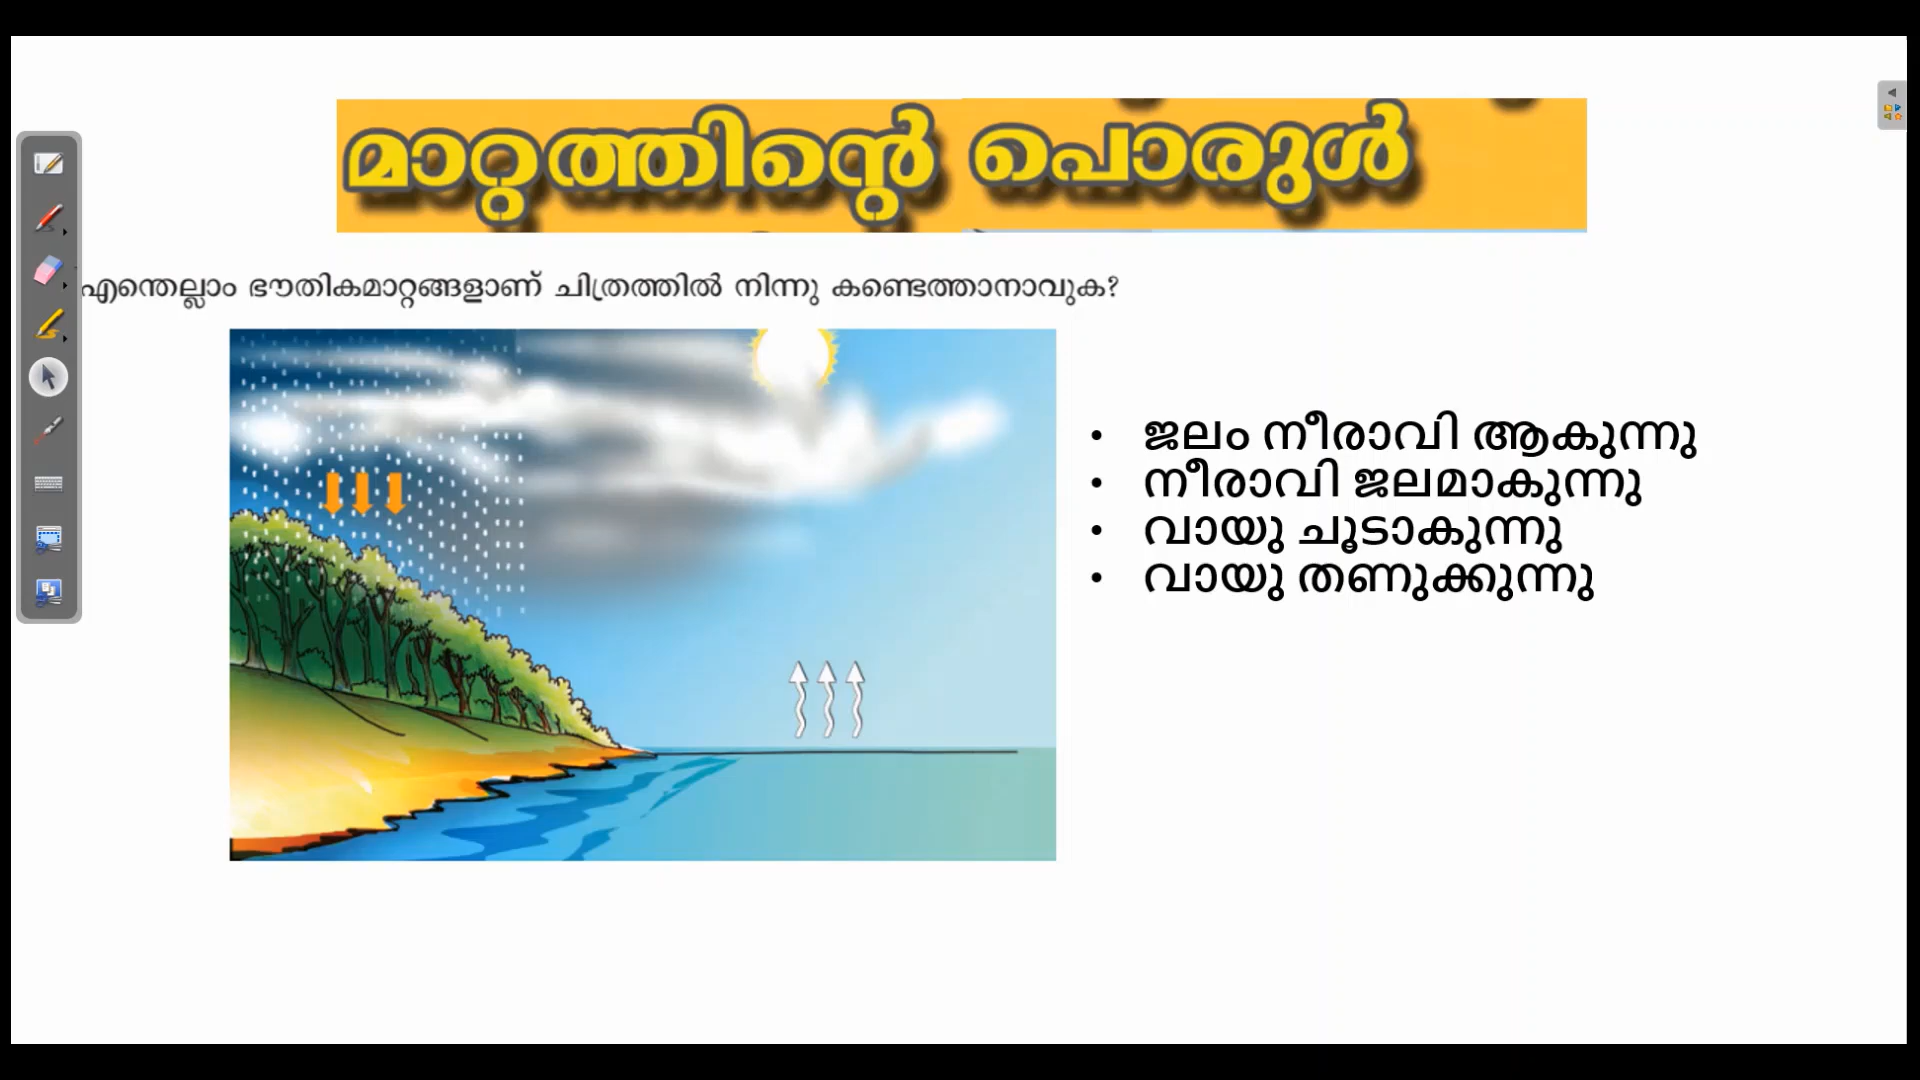 മാറ്റത്തിന്റെ പൊരുൾ
എന്തെല്ലാം ഭൗതികമാറ്റങ്ങളാണ് ചിത്രത്തിൽ നിന്നു കണ്ടെത്താനാവുക?
• ജലം നീരാവി ആകുന്നു
• നീരാവി ജലമാകുന്നു
• വായു ചൂടാകുന്നു
• വായു തണുക്കുന്നു